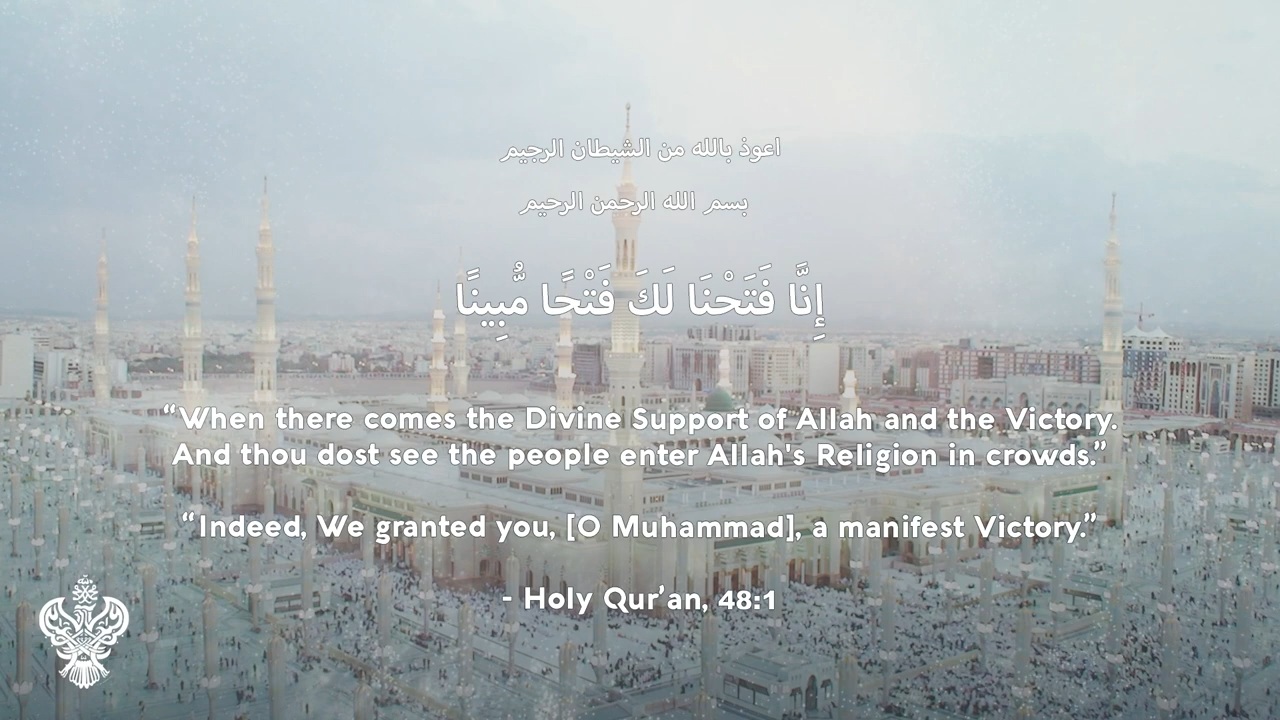 اعوذ بالله من الشيطان الرجيم
بسم الله الرحمن الرحيم
إِنَّا فَتَحْنَا لَكَ فَتْحًا مُّبِينًا
“When there comes the Divine Support of Allah and the Victory.
And thou dost see the people enter Allah's Religion in crowds.”
“Indeed, We granted you, [O Muhammad], a manifest Victory.”
- Holy Qur’an, 48:1